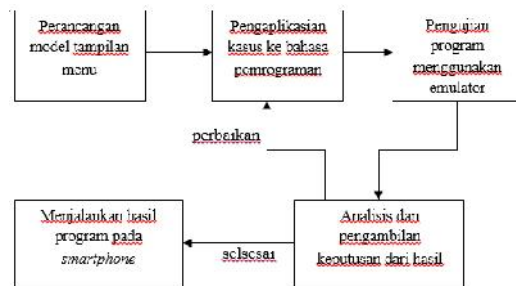 Perancangan
model tampilan
menu
Pengaplikasian
kasus ke bahasa
pemrograman
Pengujian
program
menggunakan
emulator
perbaikan
Menjalankan hasil
program pada
smartphone
selesai
Analisis dan
pengambilan
keputusan dari hasil